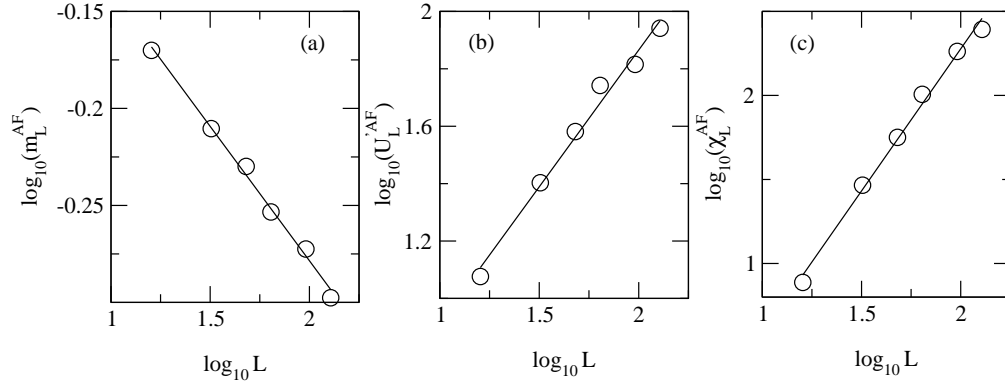 -0.15
-0.2
-0.25
log₁₀(m_L^AF)
(a)
1
1.5
2
log₁₀ L
2
1.6
1.2
log₁₀(U'_L^AF)
(b)
1
1.5
2
log₁₀ L
2
1
log₁₀(χ_L^AF)
(c)
1
1.5
2
log₁₀ L